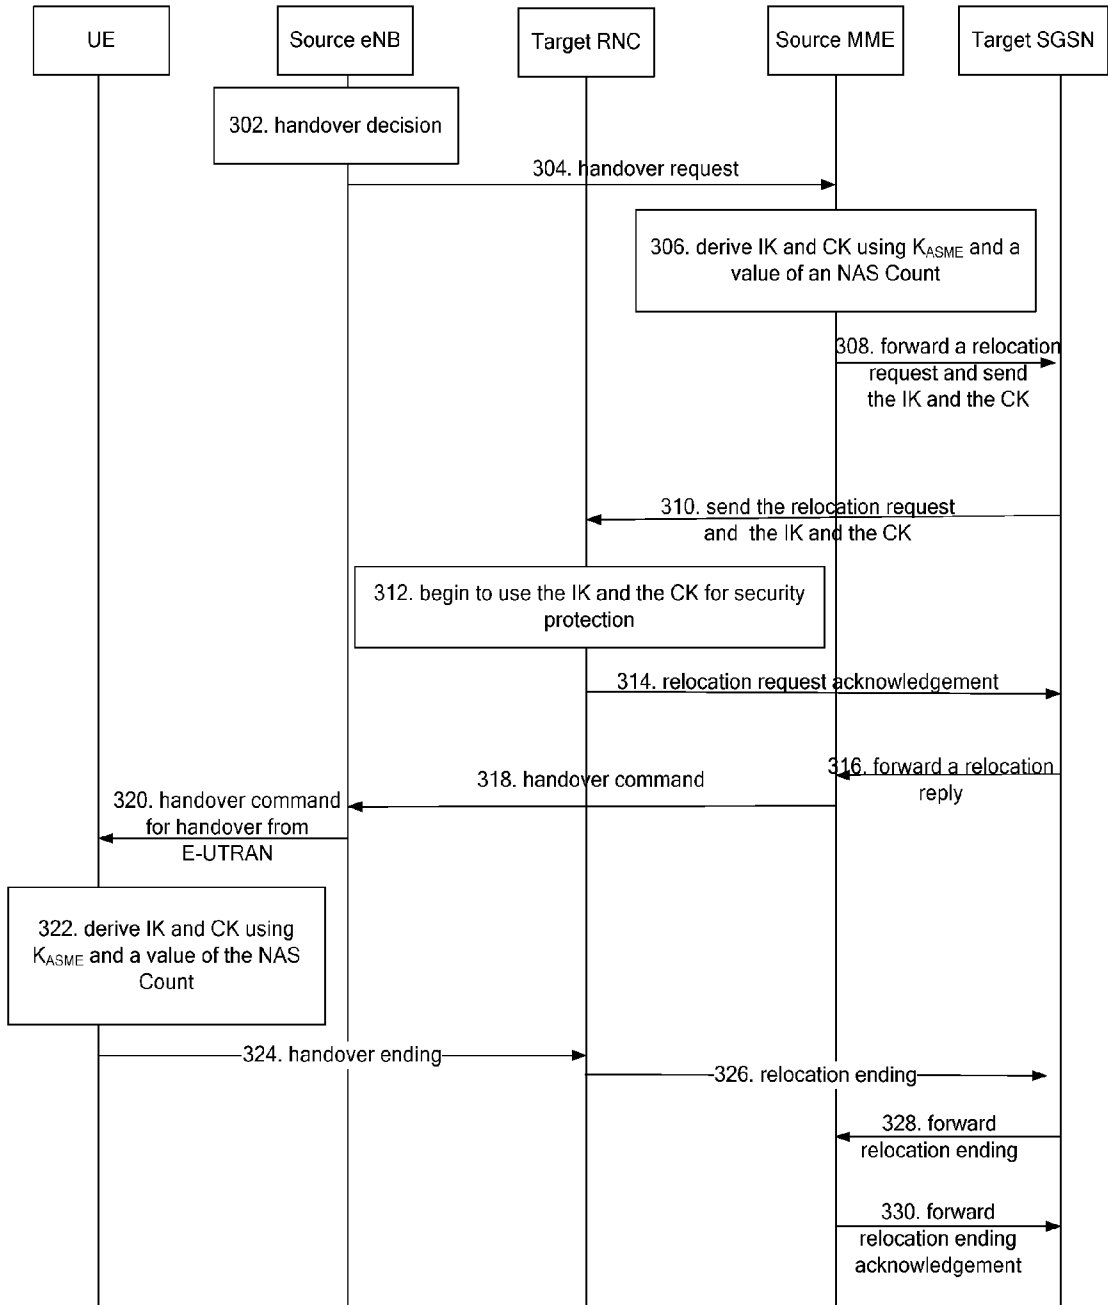 UE
Source eNB
Target RNC
Source MME
Target SGSN
302. handover decision
304. handover request
306. derive IK and CK using KASME and a
value of an NAS Count
308. forward a relocation
request and send
the IK and the CK
310. send the relocation request
and the IK and the CK
312. begin to use the IK and the CK for security
protection
314. relocation request acknowledgement
316. forward a relocation
reply
318. handover command
320. handover command
for handover from
E-UTRAN
322. derive IK and CK using
KASME and a value of the NAS
Count
324. handover ending
326. relocation ending
328. forward
relocation ending
330. forward
relocation ending
acknowledgement